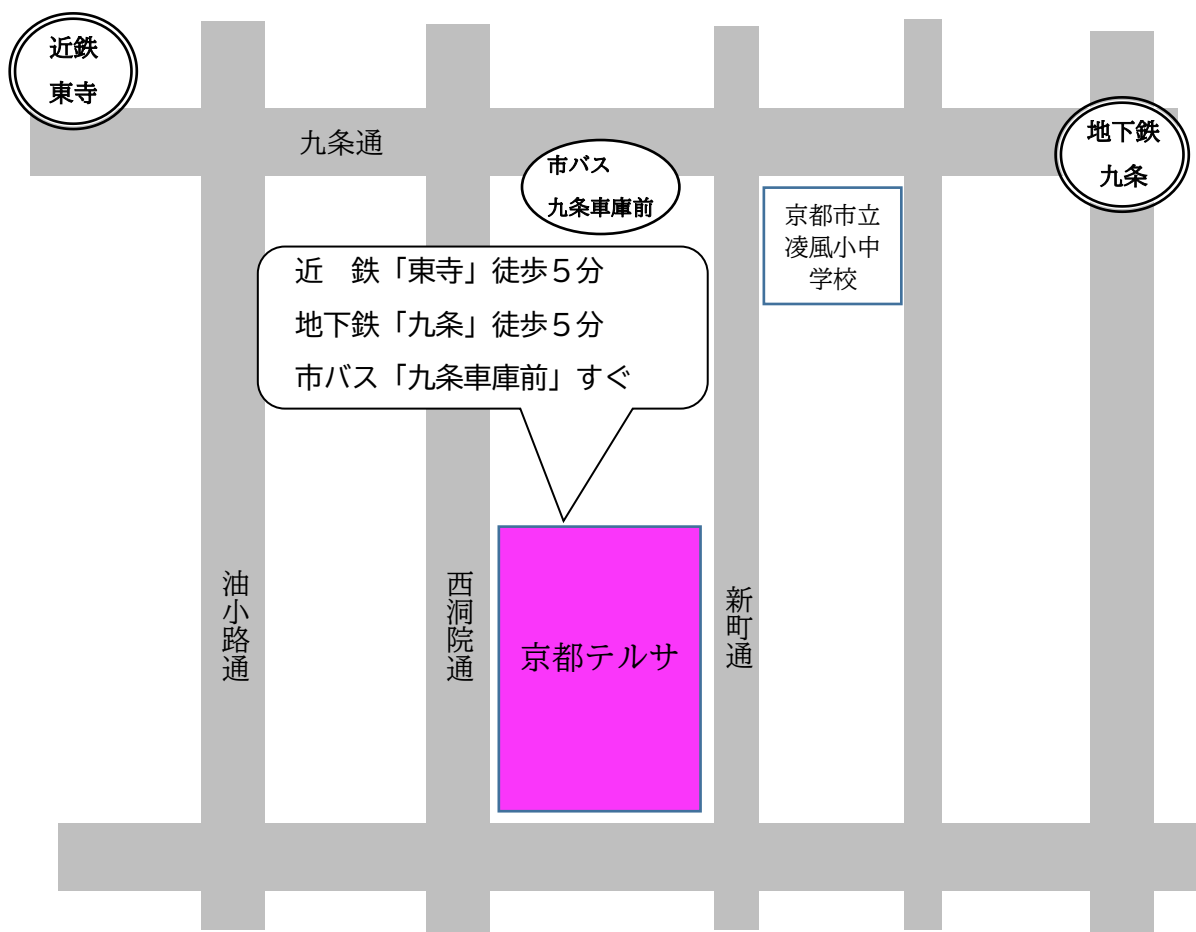 近鉄
東寺
九条通
市バス
九条車庫前
地下鉄
九条
京都市立
凌風小中
学校
近　鉄「東寺」徒歩５分
地下鉄「九条」徒歩５分
市バス「九条車庫前」すぐ
油小路通
西洞院通
京都テルサ
新町通